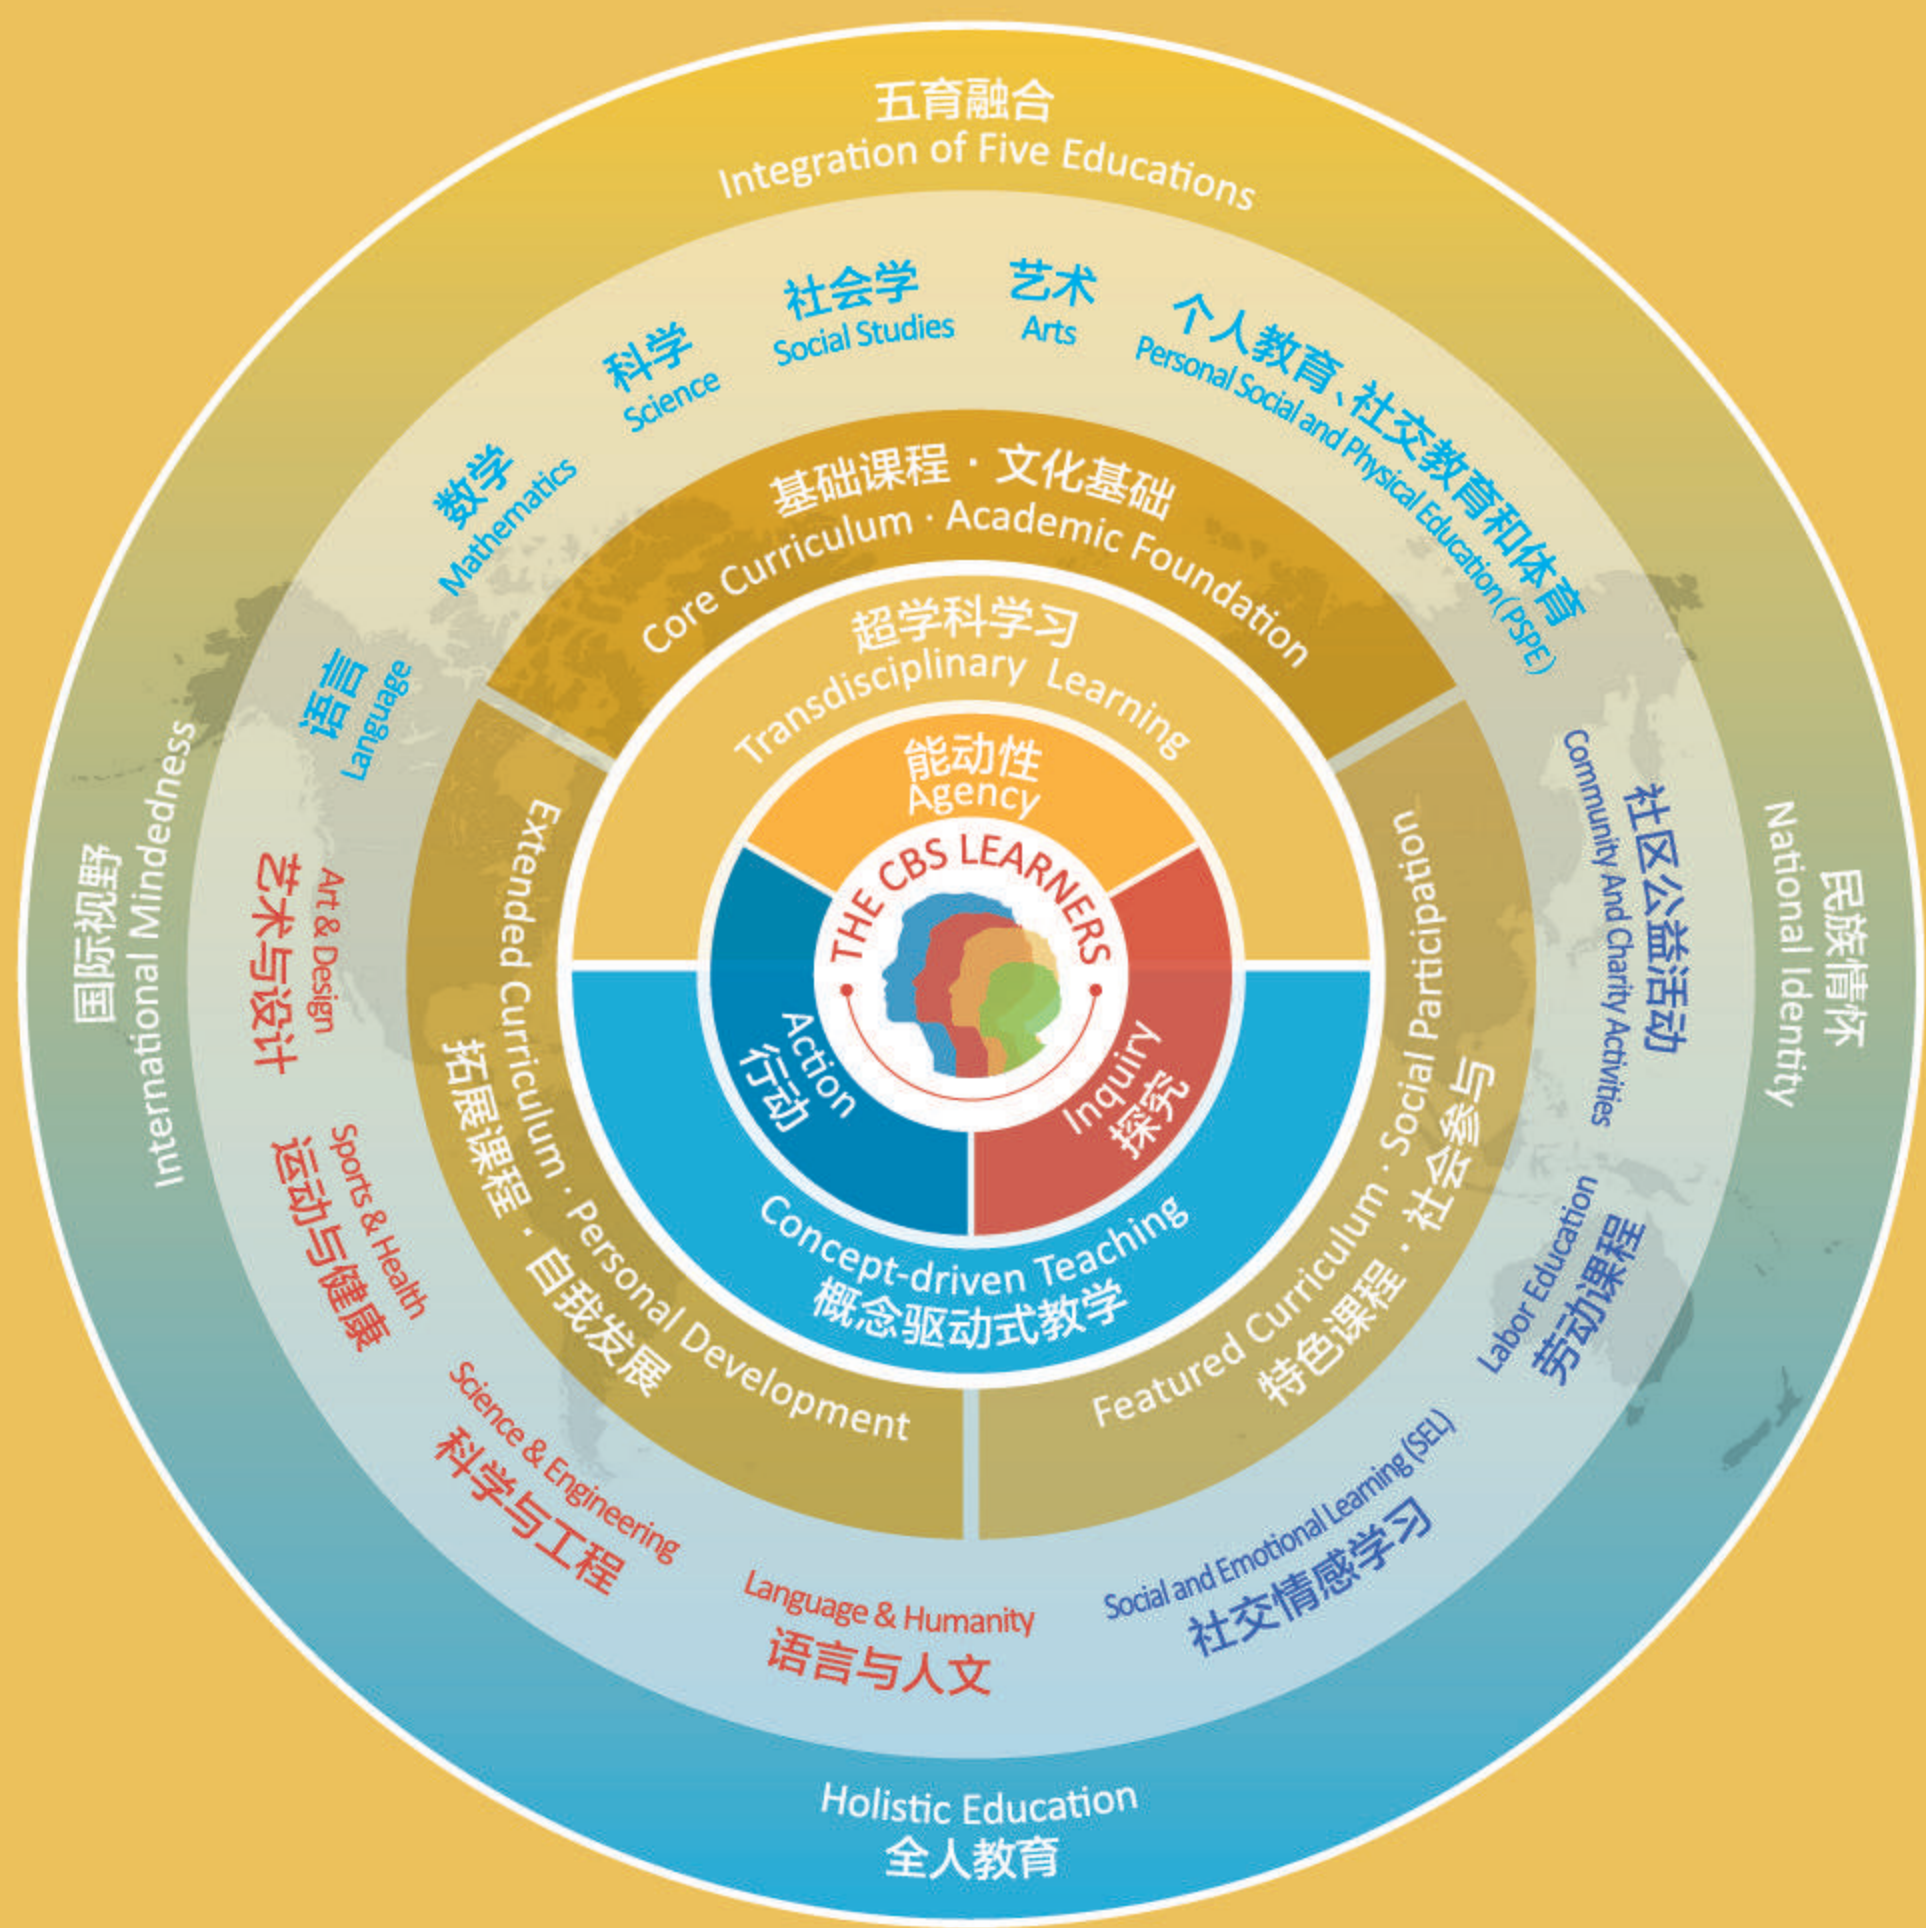 五育融合
Integration of Five Educations
国际视野
International Mindedness
民族情怀
National Identity
Holistic Education
全人教育
语言
Language
数学
Mathematics
科学
Science
社会学
Social Studies
艺术
Arts
个人教育、社交教育和体育
Personal Social and Physical Education(PSPE)
社区公益活动
Community And Charity Activities
Labor Education
劳动课程
Social and Emotional Learning (SEL)
社交情感学习
Art & Design
艺术与设计
Sports & Health
运动与健康
Science & Engineering
科学与工程
Language & Humanity
语言与人文
基础课程 · 文化基础
Core Curriculum · Academic Foundation
Extended Curriculum · Personal Development
拓展课程 · 自我发展
Featured Curriculum · Social Participation
特色课程 · 社会参与
超学科学习
Transdisciplinary Learning
Concept-driven Teaching
概念驱动式教学
能动性
Agency
Action
行动
Inquiry
探究
THE CBS LEARNERS